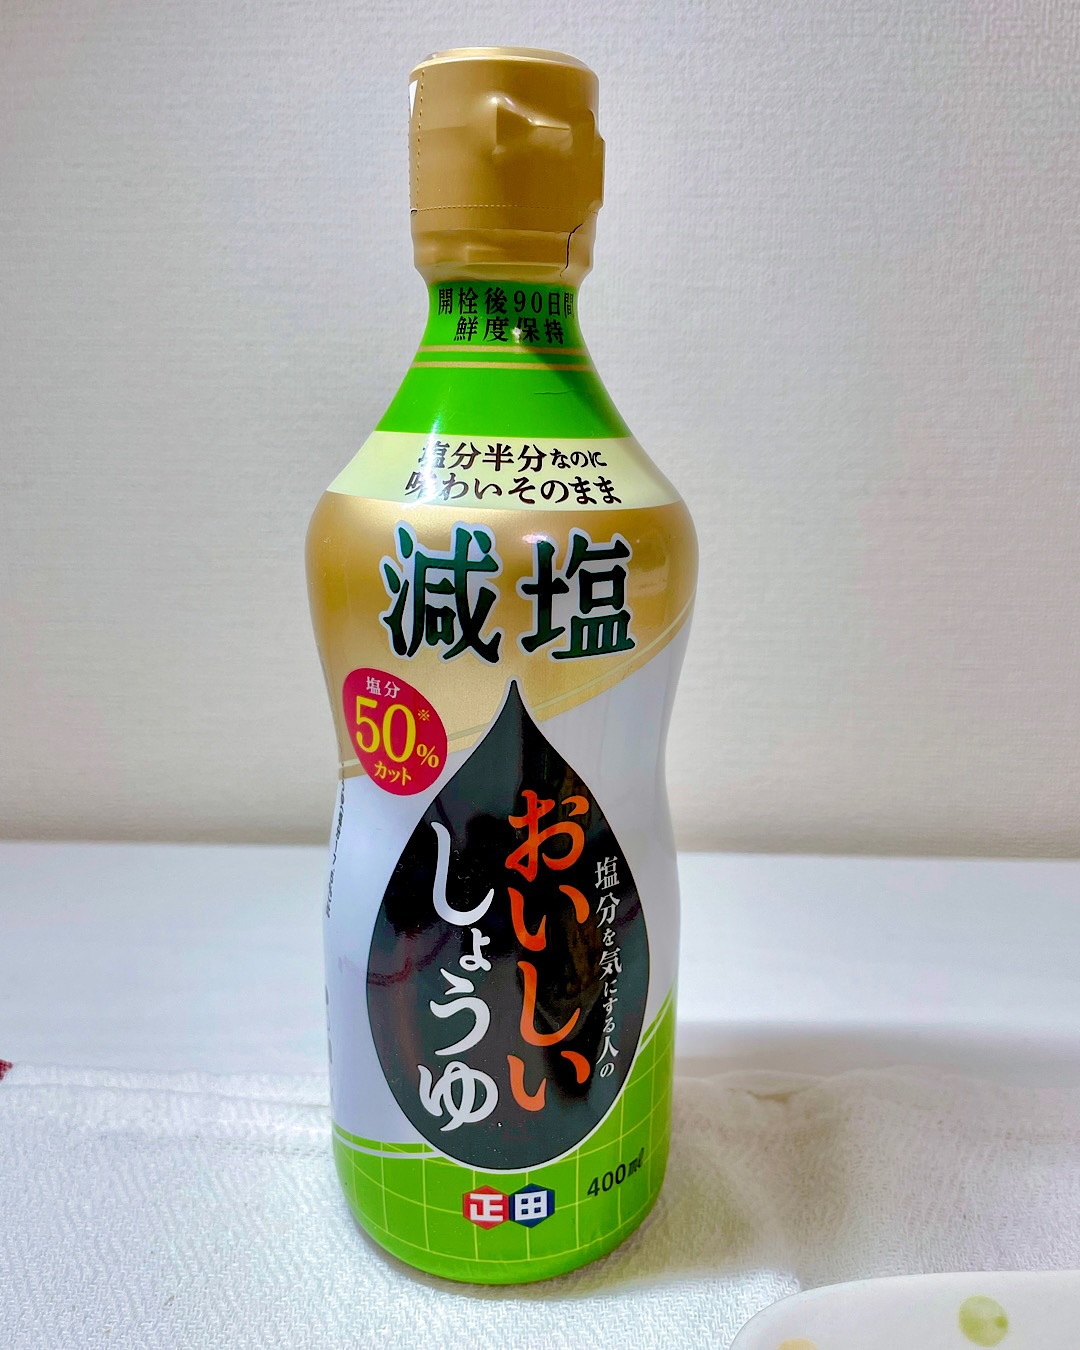 開栓後90日間
鮮度保持
塩分半分なのに
味わいそのまま
減塩
塩分
50%※
カット
塩分を気にする人の
おいしい
しょうゆ
400ml
正田